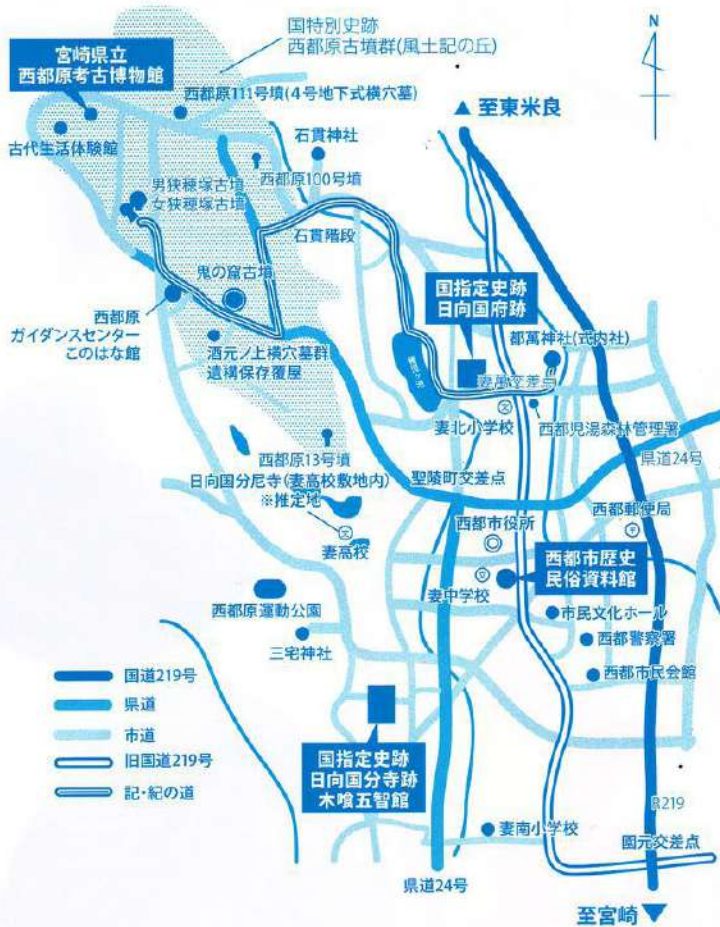 N
国特別史跡
西都原古墳群(風土記の丘)
宮崎県立
西都原考古博物館
西都原111号墳(4号地下式横穴墓)
▲至東米良
石貫神社
古代生活体験館
西都原100号墳
男狭穂塚古墳
女狭穂塚古墳
石貫階段
鬼の窟古墳
国指定史跡
日向国府跡
西都原
ガイダンスセンター
このはな館
都萬神社(式内社)
酒元ノ上横穴墓群
遺構保存覆屋
妻萬交差点
文
妻北小学校
西都児湯森林管理署
西都原13号墳
県道24号
日向国分尼寺(妻高校敷地内)
※推定地
聖陵町交差点
文
妻高校
西都市役所
西都郵便局
〒
西都市歴史
民俗資料館
文
妻中学校
西都原運動公園
市民文化ホール
三宅神社
西都警察署
西都市民会館
国道219号
県道
市道
旧国道219号
記・紀の道
国指定史跡
日向国分寺跡
木喰五智館
R219
妻南小学校
園元交差点
県道24号
至宮崎▼